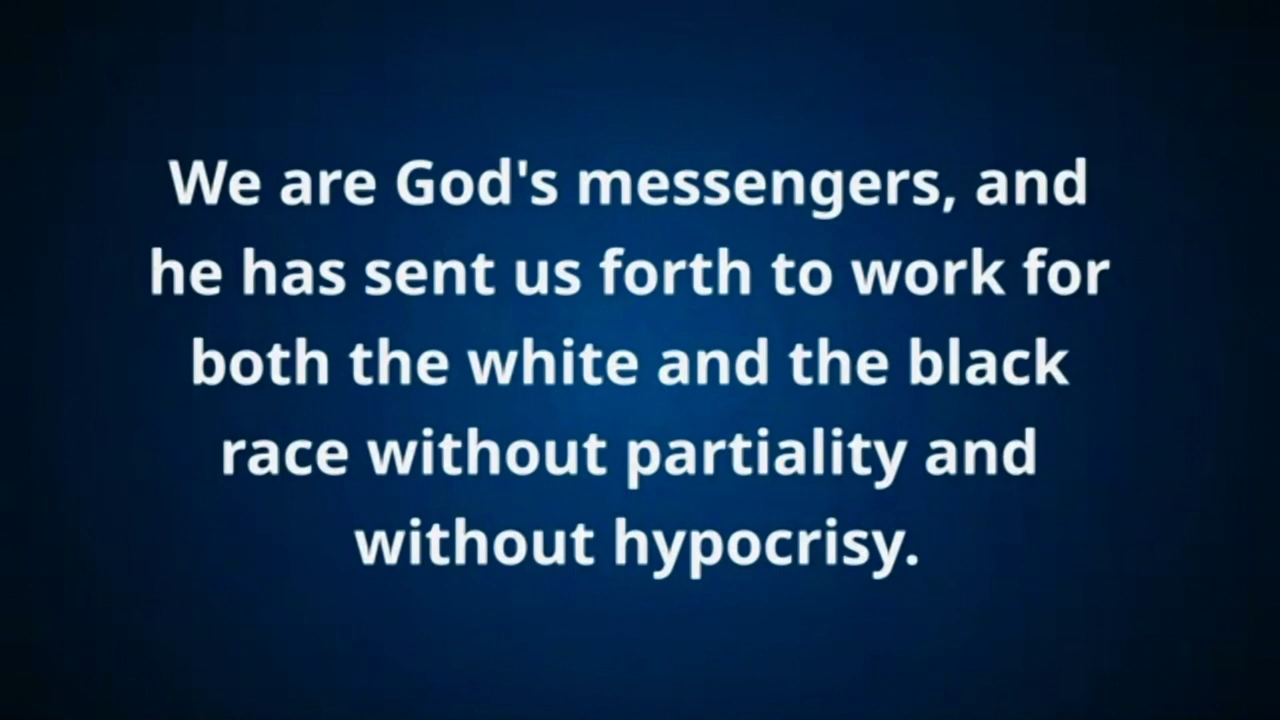 We are God's messengers, and
he has sent us forth to work for
both the white and the black
race without partiality and
without hypocrisy.